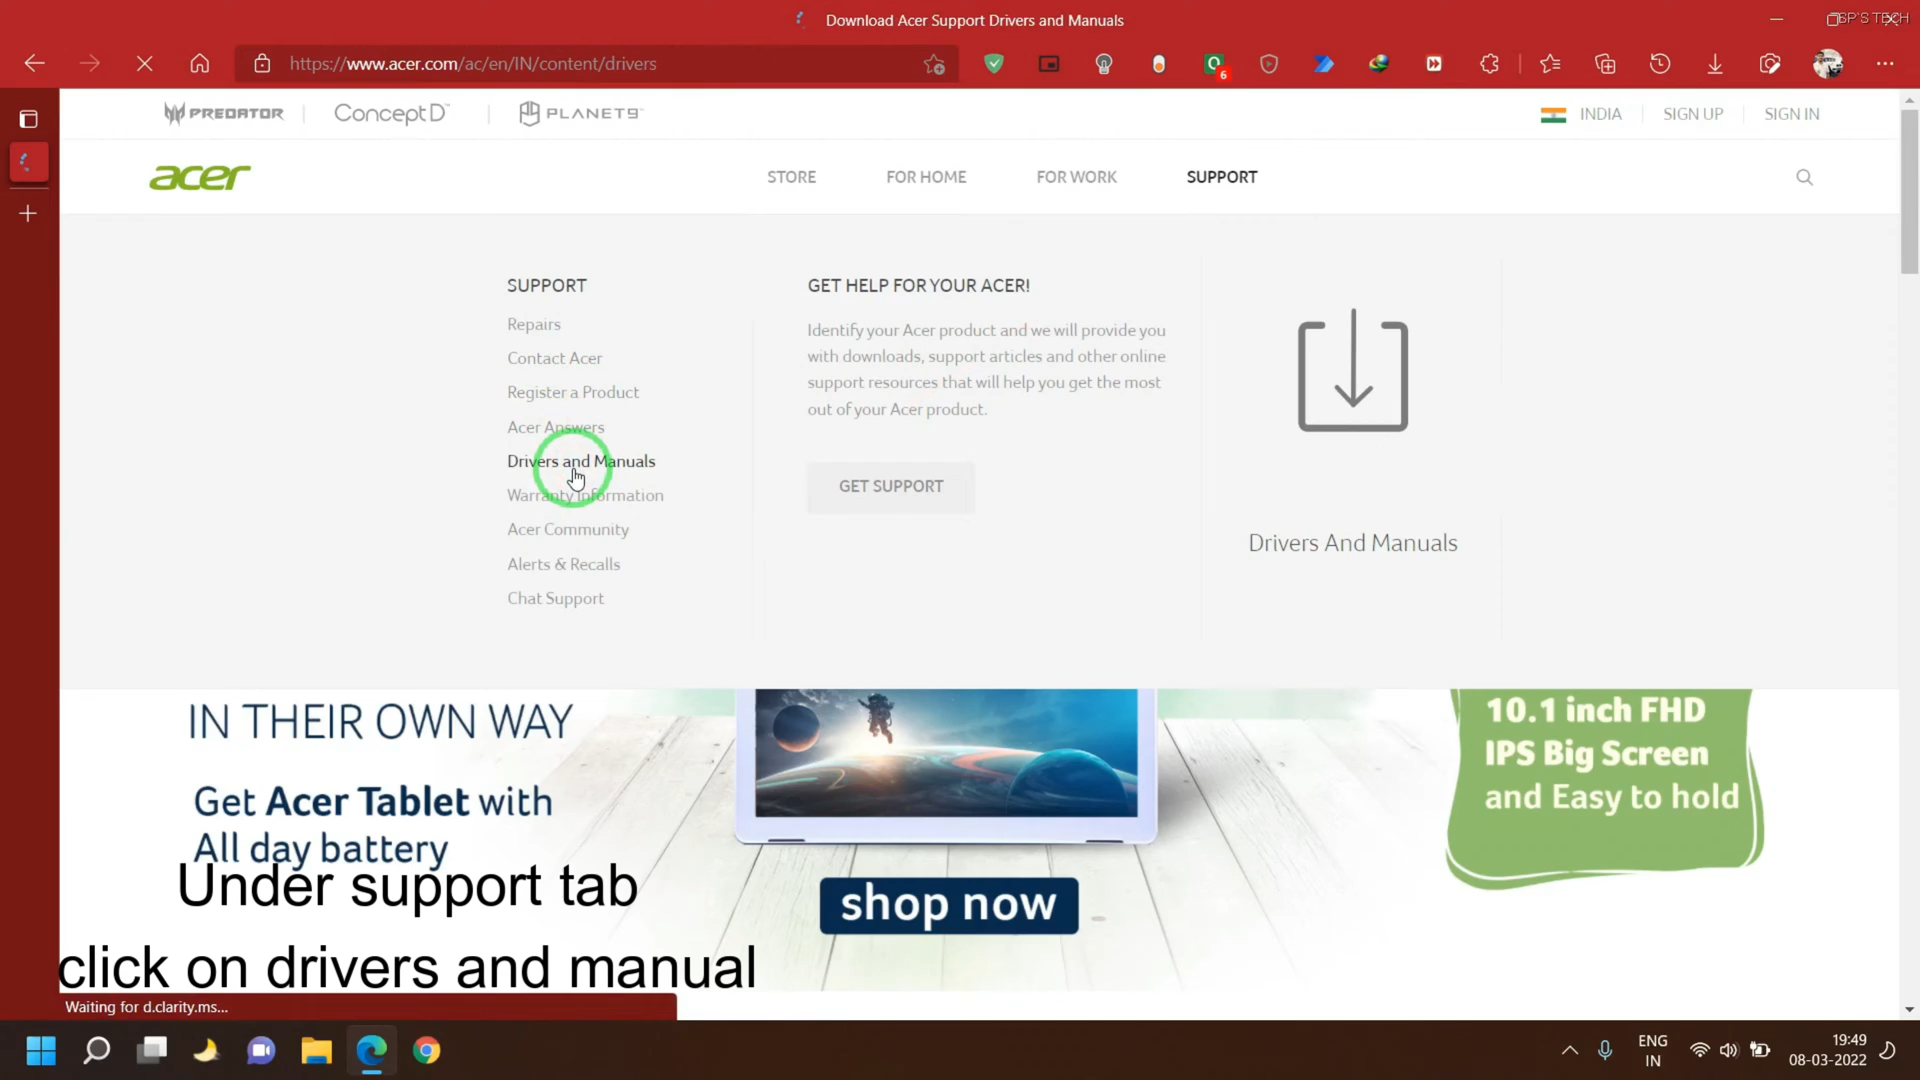 Download Acer Support Drivers and Manuals
SP'S TECH
https://www.acer.com/ac/en/IN/content/drivers
6
PREDATOR
ConceptD
PLANET9
INDIA
SIGN UP
SIGN IN
acer
STORE
FOR HOME
FOR WORK
SUPPORT
SUPPORT
Repairs
Contact Acer
Register a Product
Acer Answers
Drivers and Manuals
Warranty Information
Acer Community
Alerts & Recalls
Chat Support
GET HELP FOR YOUR ACER!
Identify your Acer product and we will provide you
with downloads, support articles and other online
support resources that will help you get the most
out of your Acer product.
GET SUPPORT
Drivers And Manuals
IN THEIR OWN WAY
Get Acer Tablet with
All day battery
10.1 inch FHD
IPS Big Screen
and Easy to hold
shop now
Under support tab
click on drivers and manual
Waiting for d.clarity.ms...
ENG
IN
19:49
08-03-2022